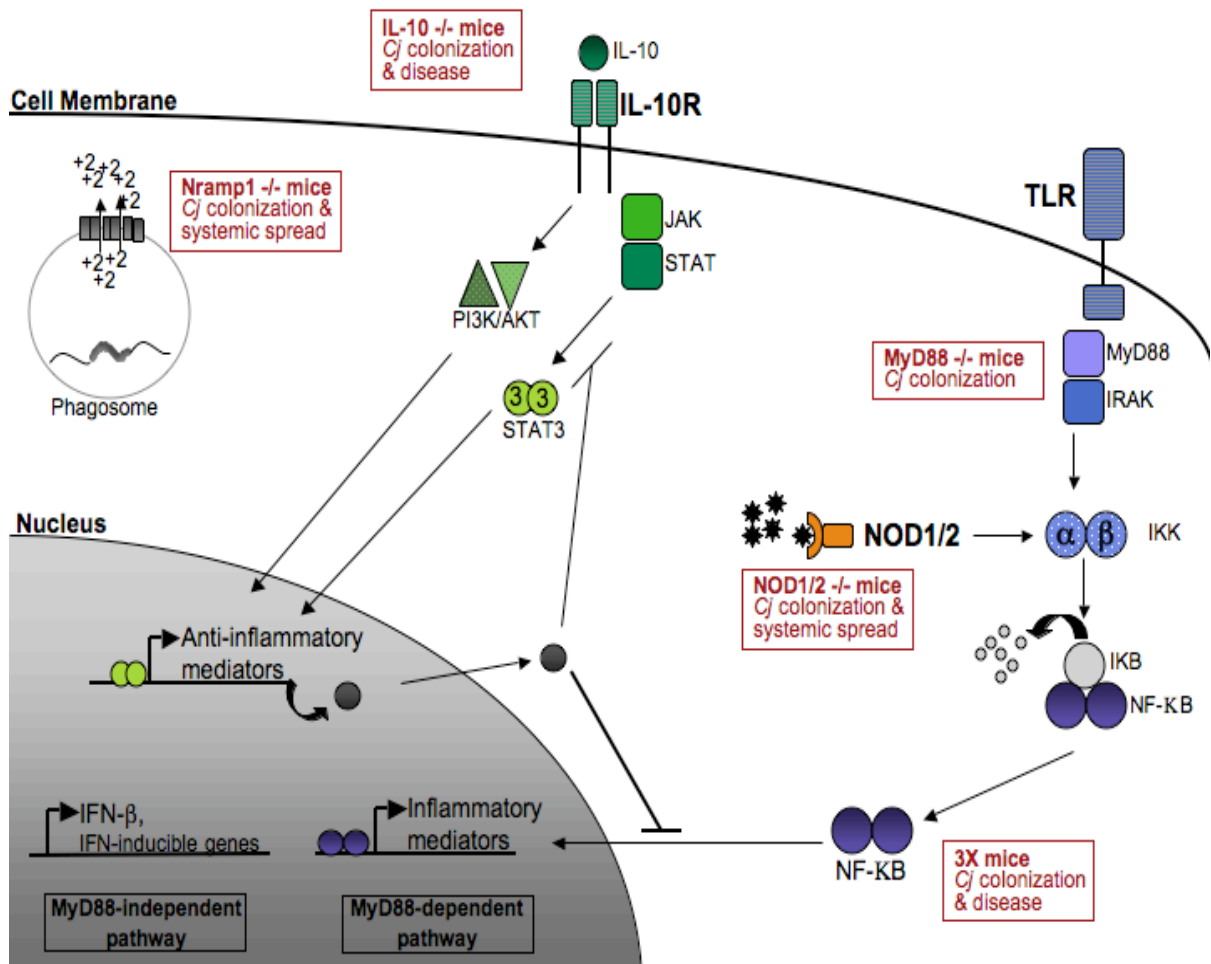 IL-10 -/- mice
Cj colonization
& disease
IL-10
IL-10R
Cell Membrane
+2 +2
+2 +2
+2
+2 +2
+2
Nramp1 -/- mice
Cj colonization &
systemic spread
Phagosome
JAK
STAT
PI3K/AKT
3 3
STAT3
TLR
MyD88 -/- mice
Cj colonization
MyD88
IRAK
NOD1/2
α β
IKK
NOD1/2 -/- mice
Cj colonization &
systemic spread
IKB
NF-κB
NF-κB
3X mice
Cj colonization
& disease
Nucleus
Anti-inflammatory
mediators
IFN-β,
IFN-inducible genes
Inflammatory
mediators
MyD88-independent
pathway
MyD88-dependent
pathway